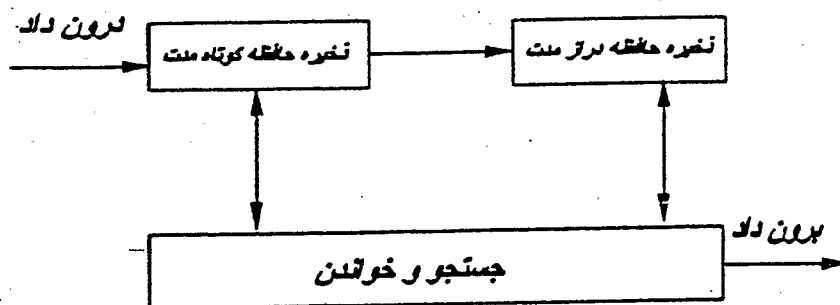 درون داد
ذخیره حافظه کوتاه مدت
ذخیره حافظه دراز مدت
برون داد
جستجو و خواندن